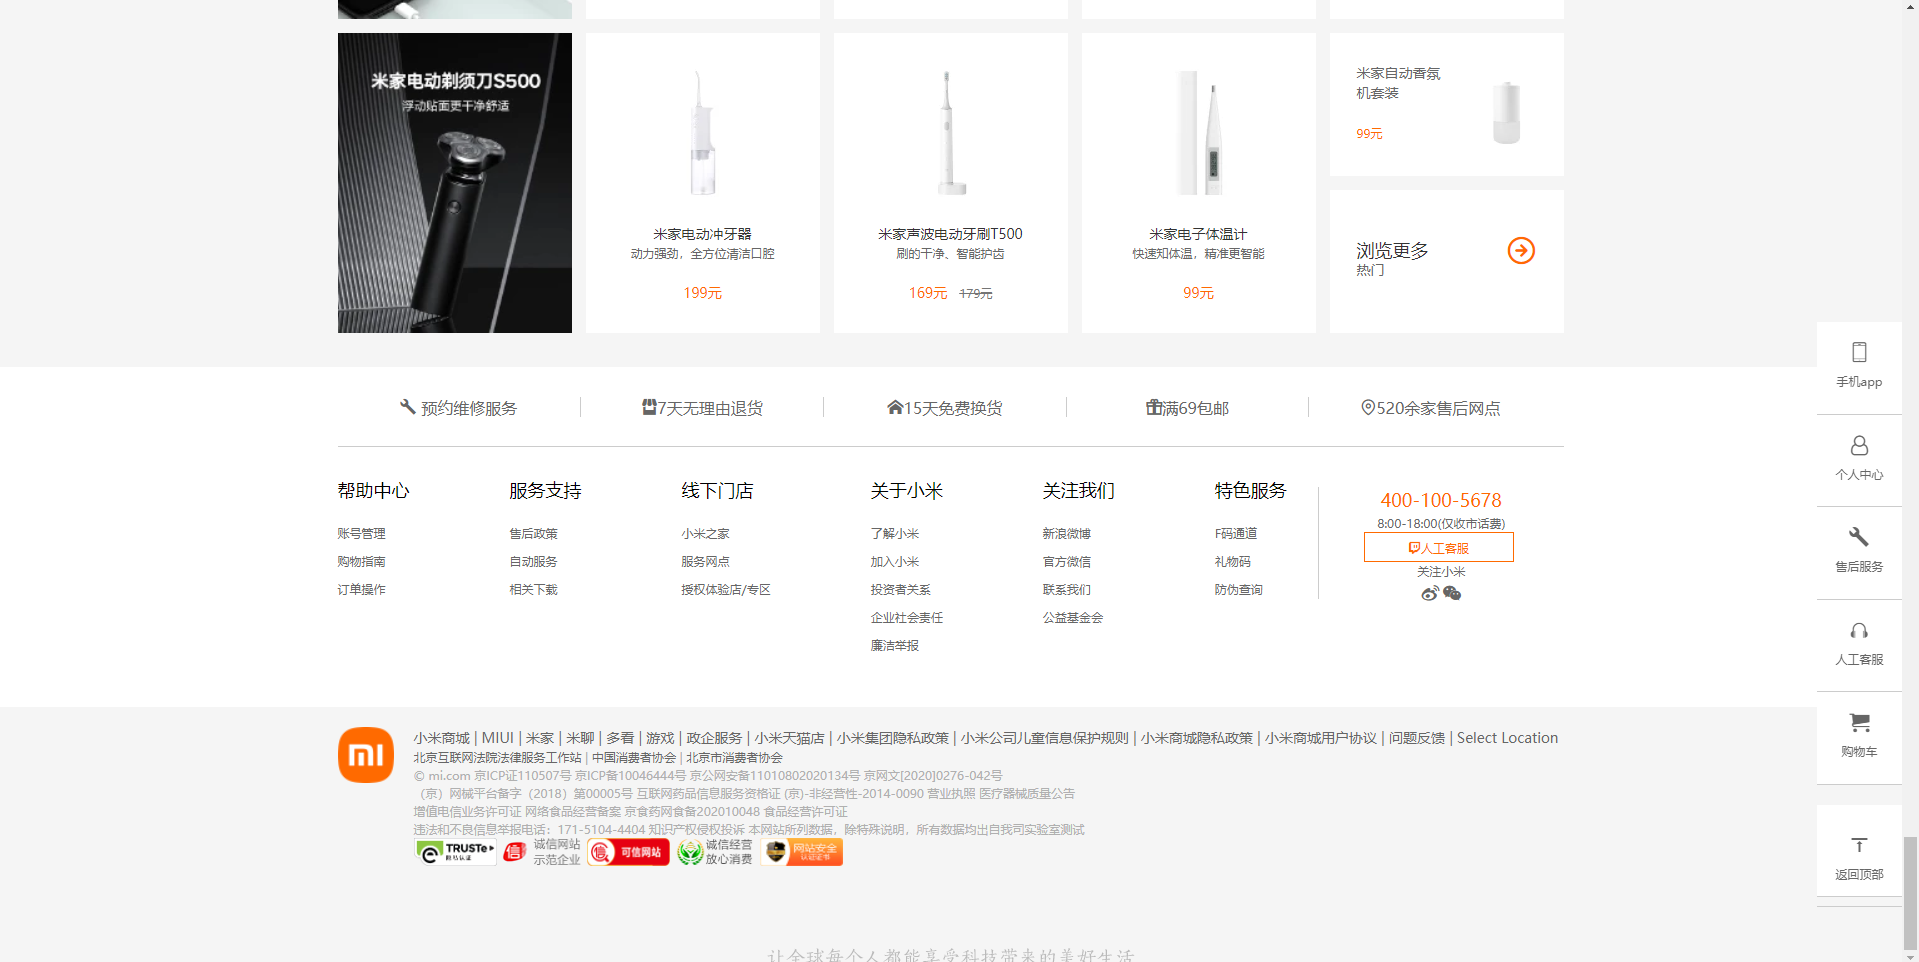 米家电动剃须刀S500
浮动贴面更干净舒适
米家电动冲牙器
动力强劲，全方位清洁口腔
199元
米家声波电动牙刷T500
刷的干净、智能护齿
169元 179元
米家电子体温计
快速知体温，精准更智能
99元
米家自动香氛
机套装
99元
浏览更多
热门
预约维修服务
7天无理由退货
15天免费换货
满69包邮
520余家售后网点
帮助中心
账号管理
购物指南
订单操作
服务支持
售后政策
自动服务
相关下载
线下门店
小米之家
服务网点
授权体验店/专区
关于小米
了解小米
加入小米
投资者关系
企业社会责任
廉洁举报
关注我们
新浪微博
官方微信
联系我们
公益基金会
特色服务
F码通道
礼物码
防伪查询
400-100-5678
8:00-18:00(仅收市话费)
人工客服
关注小米
手机app
个人中心
售后服务
人工客服
购物车
返回顶部
小米商城 | MIUI | 米家 | 米聊 | 多看 | 游戏 | 政企服务 | 小米天猫店 | 小米集团隐私政策 | 小米公司儿童信息保护规则 | 小米商城隐私政策 | 小米商城用户协议 | 问题反馈 | Select Location
北京互联网法院法律服务工作站 | 中国消费者协会 | 北京市消费者协会
© mi.com 京ICP证110507号 京ICP备10046444号 京公网安备11010802020134号 京网文[2020]0276-042号
（京）网械平台备字（2018）第00005号 互联网药品信息服务资格证 (京)-非经营性-2014-0090 营业执照 医疗器械质量公告
增值电信业务许可证 网络食品经营备案 京食药网食备202010048 食品经营许可证
违法和不良信息举报电话：171-5104-4404 知识产权侵权投诉 本网站所列数据，除特殊说明，所有数据均出自我司实验室测试
TRUSTe
诚信网站
示范企业
可信网站
诚信经营
放心消费
网站安全
让全球每个人都能享受科技带来的美好生活